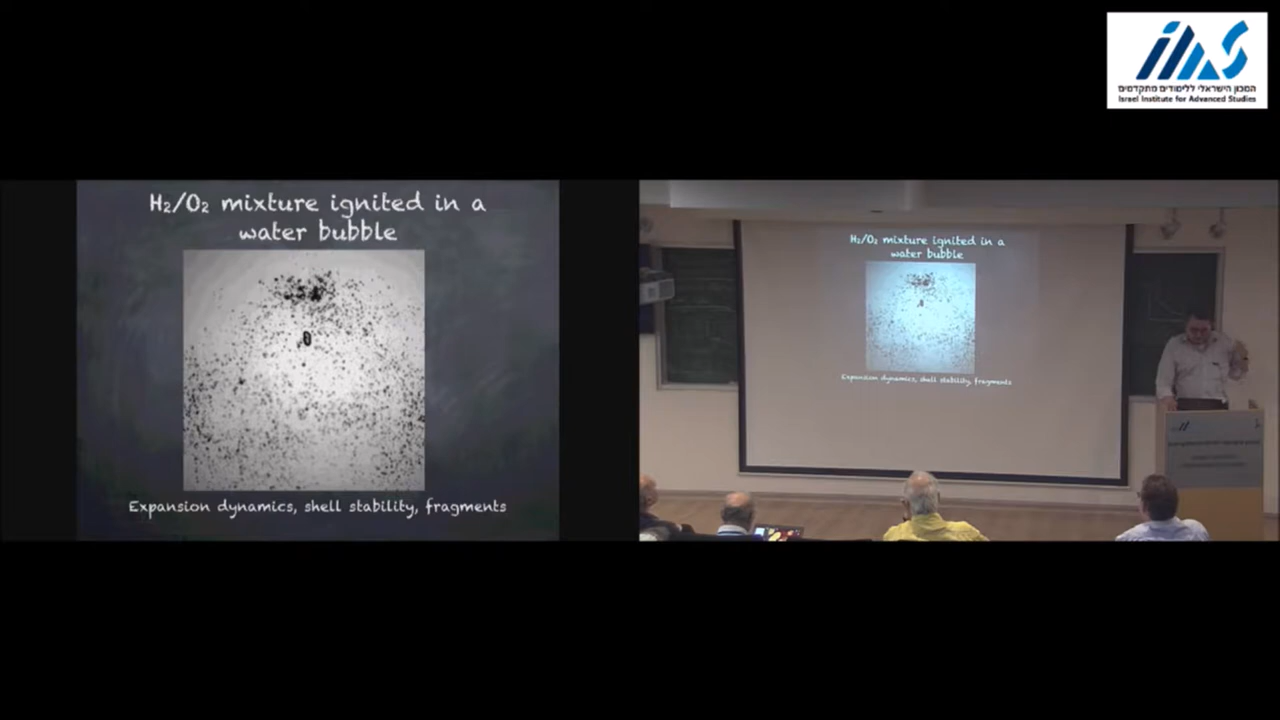 המכון הישראלי ללימודים מתקדמים
Israel Institute for Advanced Studies
H₂/O₂ mixture ignited in a
water bubble
Expansion dynamics, shell stability, fragments
H₂/O₂ mixture ignited in a
water bubble
Expansion dynamics, shell stability, fragments